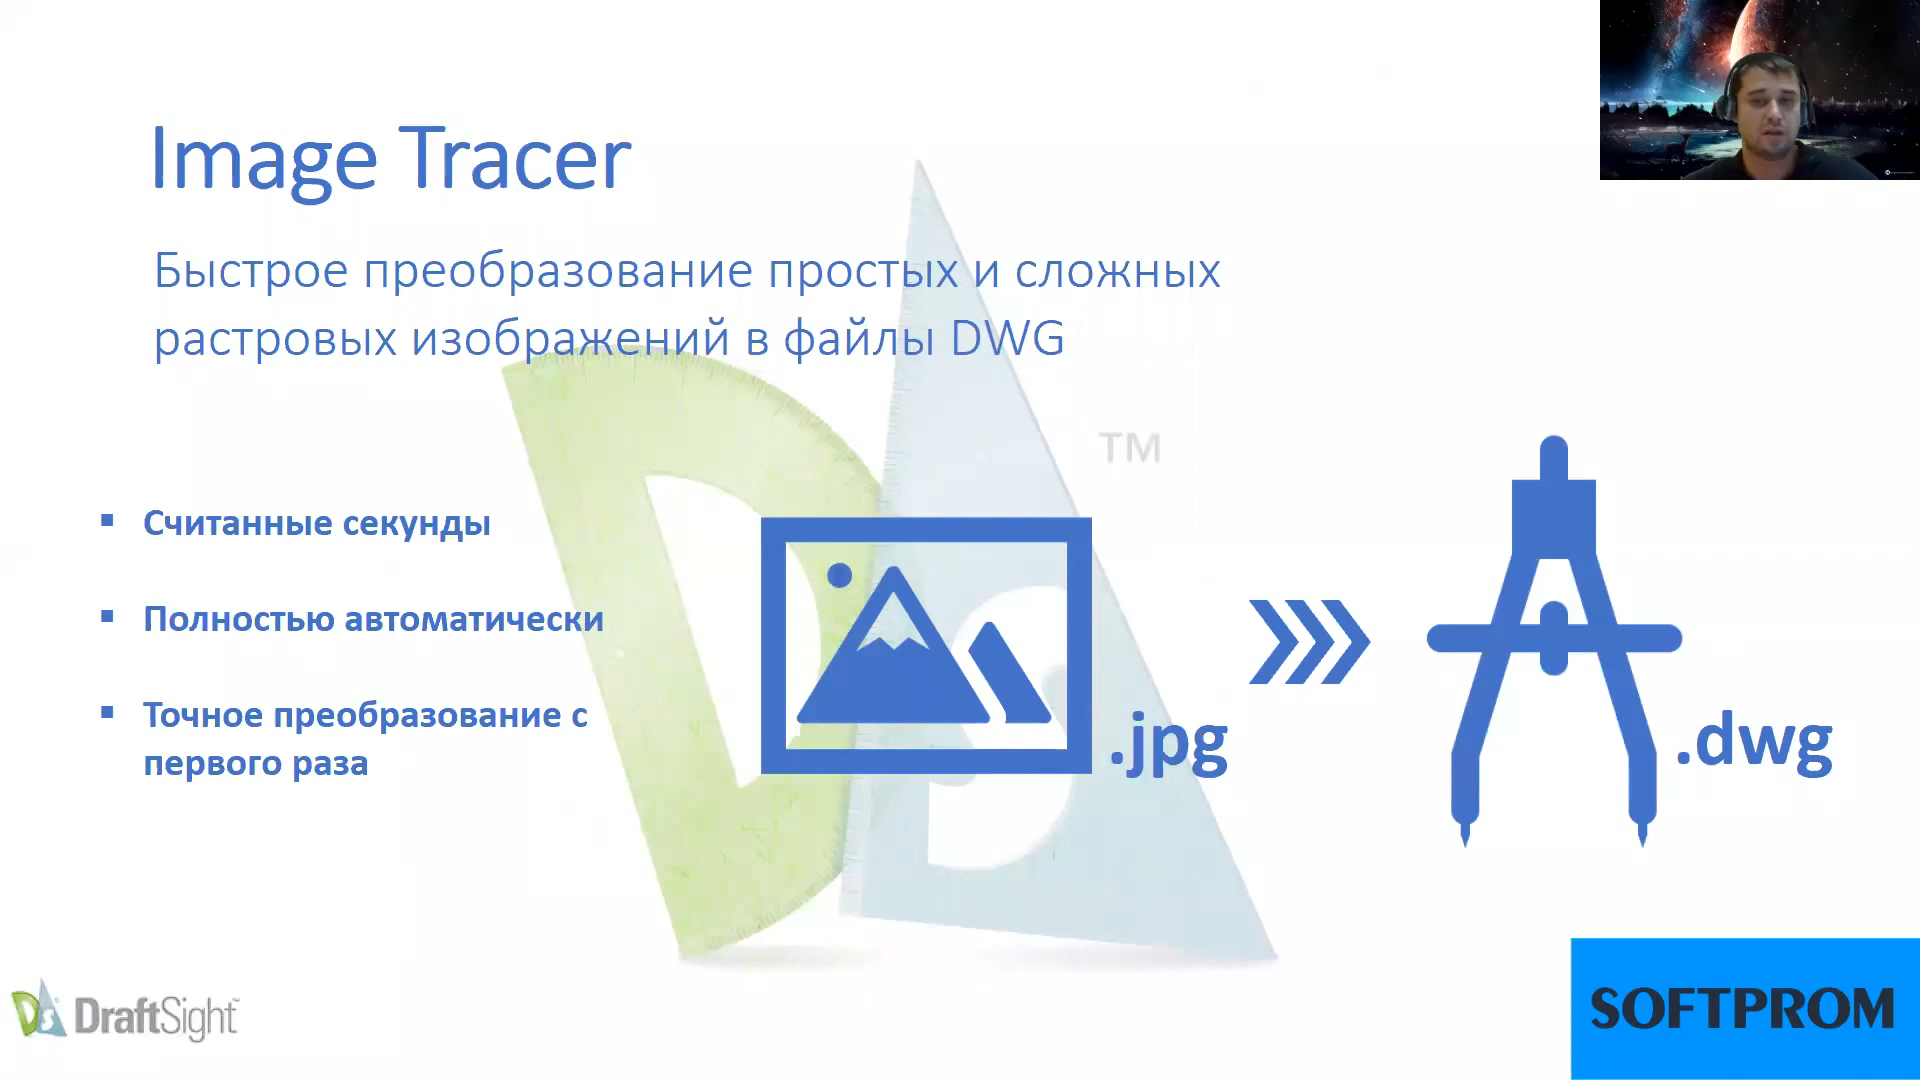 Image Tracer
Быстрое преобразование простых и сложных
растровых изображений в файлы DWG
TM
▪ Считанные секунды
▪ Полностью автоматически
▪ Точное преобразование с
первого раза
.jpg
.dwg
DraftSight™
SOFTPROM